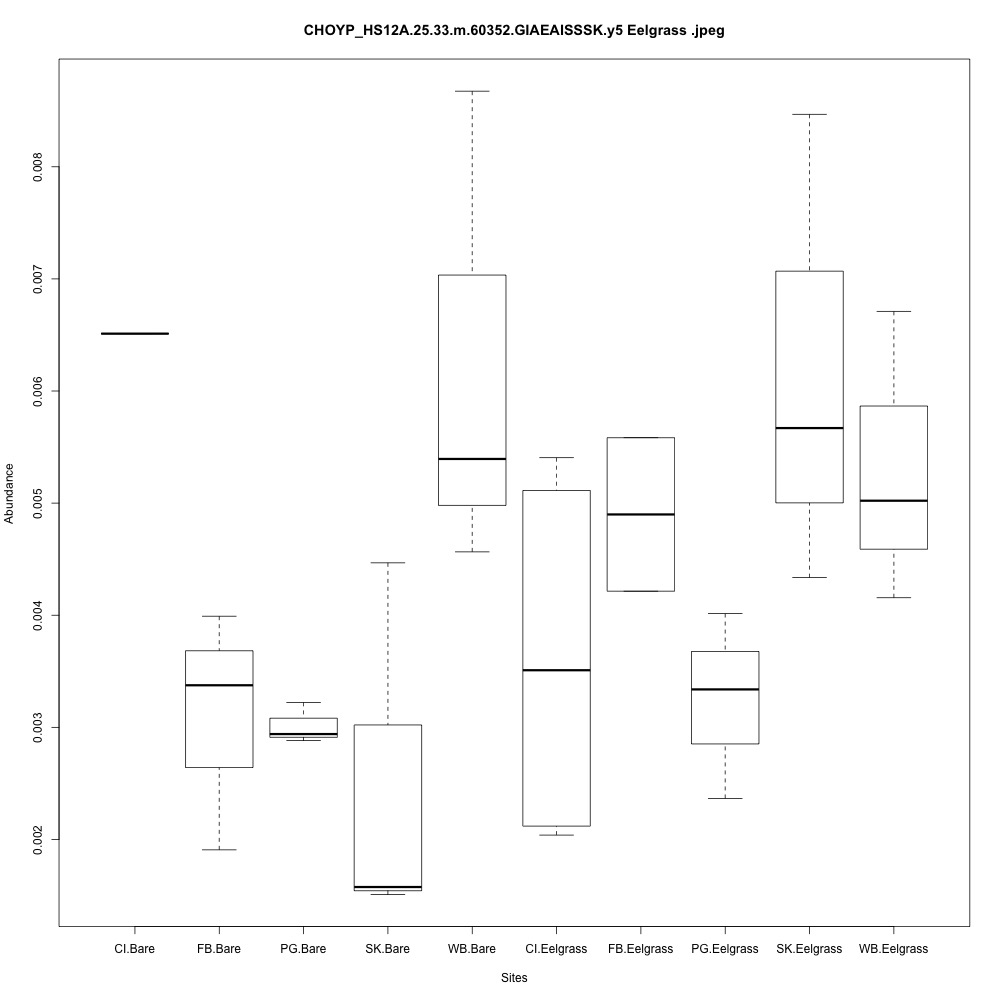 CHOYP_HS12A.25.33.m.60352.GIAEAISSSK.y5 Eelgrass .jpeg
0.008
0.007
0.006
0.005
0.004
0.003
0.002
Abundance
CI.Bare FB.Bare PG.Bare SK.Bare WB.Bare CI.Eelgrass FB.Eelgrass PG.Eelgrass SK.Eelgrass WB.Eelgrass
Sites